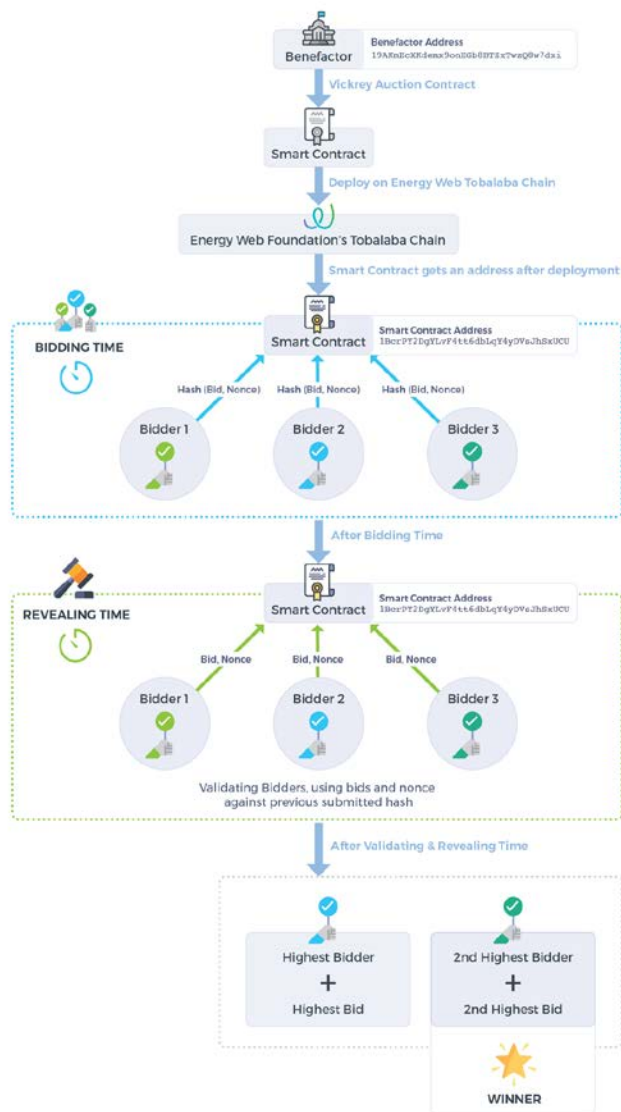 Benefactor
Benefactor Address
Vickrey Auction Contract
Smart Contract
Deploy on Energy Web Tobalaba Chain
Energy Web Foundation's Tobalaba Chain
Smart Contract gets an address after deployment
BIDDING TIME
Smart Contract
Smart Contract Address
Hash (Bid, Nonce)
Hash (Bid, Nonce)
Hash (Bid, Nonce)
Bidder 1
Bidder 2
Bidder 3
After Bidding Time
REVEALING TIME
Smart Contract
Smart Contract Address
Bid, Nonce
Bid, Nonce
Bid, Nonce
Bidder 1
Bidder 2
Bidder 3
Validating Bidders, using bids and nonce
against previous submitted hash
After Validating & Revealing Time
Highest Bidder
+
Highest Bid
2nd Highest Bidder
+
2nd Highest Bid
WINNER